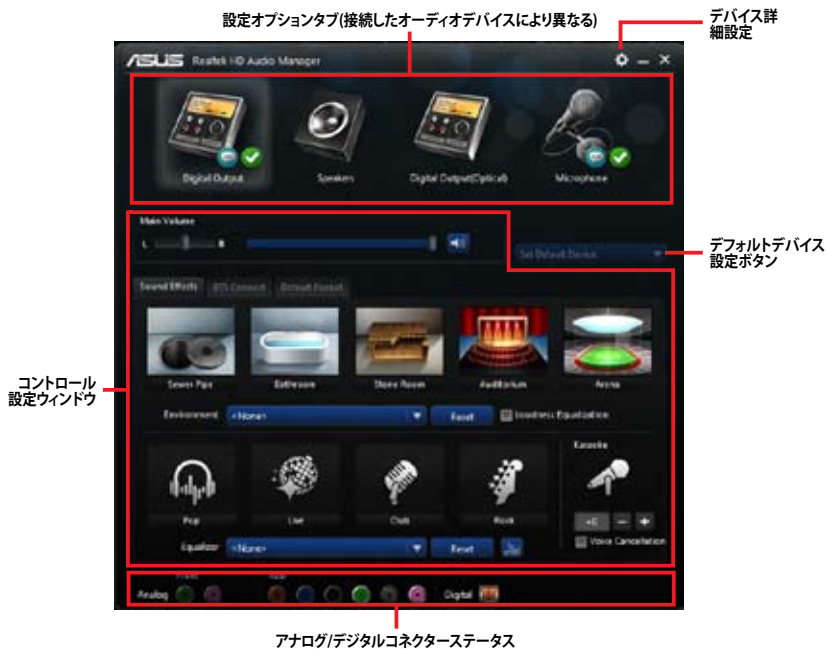 設定オプションタブ(接続したオーディオデバイスにより異なる)
デバイス詳
細設定
ASUS Realtek HD Audio Manager
Digital Output
Speakers
Digital Output(Optical)
Microphone
Main Volume
L
R
Set Default Device
デフォルトデバイス
設定ボタン
Sound Effects
DTS Connect
Default Format
コントロール
設定ウィンドウ
Sewer Pipe
Bathroom
Stone Room
Auditorium
Arena
Environment
<None>
Reset
Loudness Equalization
Karaoke
Pop
Live
Club
Rock
+0
Equalizer
<None>
Reset
Voice Cancellation
Front
Rear
Analog
Digital
アナログ/デジタルコネクターステータス